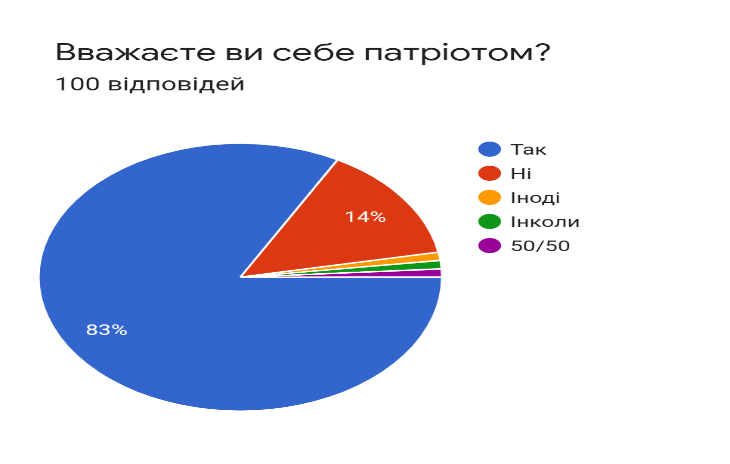 Вважаєте ви себе патріотом?
100 відповідей
Так
Ні
Іноді
Інколи
50/50
14%
83%